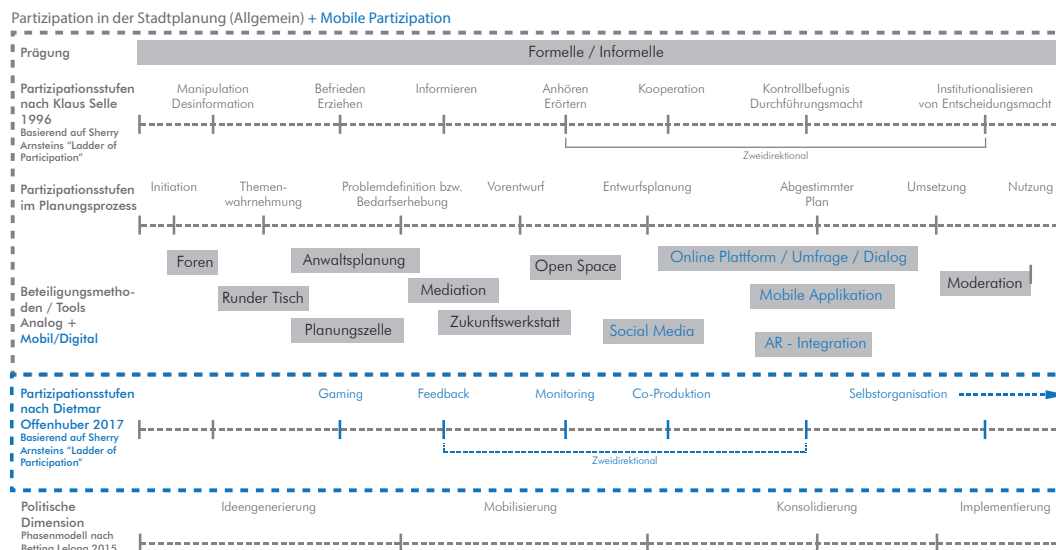 Partizipation in der Stadtplanung (Allgemein) + Mobile Partizipation
Prägung
Formelle / Informelle
Partizipationsstufen
nach Klaus Selle
1996
Basierend auf Sherry
Arnsteins "Ladder of
Participation"
Manipulation
Desinformation
Befrieden
Erziehen
Informieren
Anhören
Erörtern
Kooperation
Kontrollbefugnis
Durchführungsmacht
Institutionalisieren
von Entscheidungsmacht
Zweidirektional
Partizipationsstufen
im Planungsprozess
Initiation
Themen-
wahrnehmung
Problemdefinition bzw.
Bedarfserhebung
Vorentwurf
Entwurfsplanung
Abgestimmter
Plan
Umsetzung
Nutzung
Beteiligungsmetho-
den / Tools
Analog +
Mobil/Digital
Foren
Runder Tisch
Anwaltsplanung
Planungszelle
Mediation
Zukunftswerkstatt
Open Space
Social Media
Online Plattform / Umfrage / Dialog
Mobile Applikation
AR - Integration
Moderation
Partizipationsstufen
nach Dietmar
Offenhuber 2017
Basierend auf Sherry
Arnsteins "Ladder of
Participation"
Gaming
Feedback
Monitoring
Co-Produktion
Selbstorganisation
Zweidirektional
Politische
Dimension
Phasenmodell nach
Betting Lelong 2015
Ideengenerierung
Mobilisierung
Konsolidierung
Implementierung